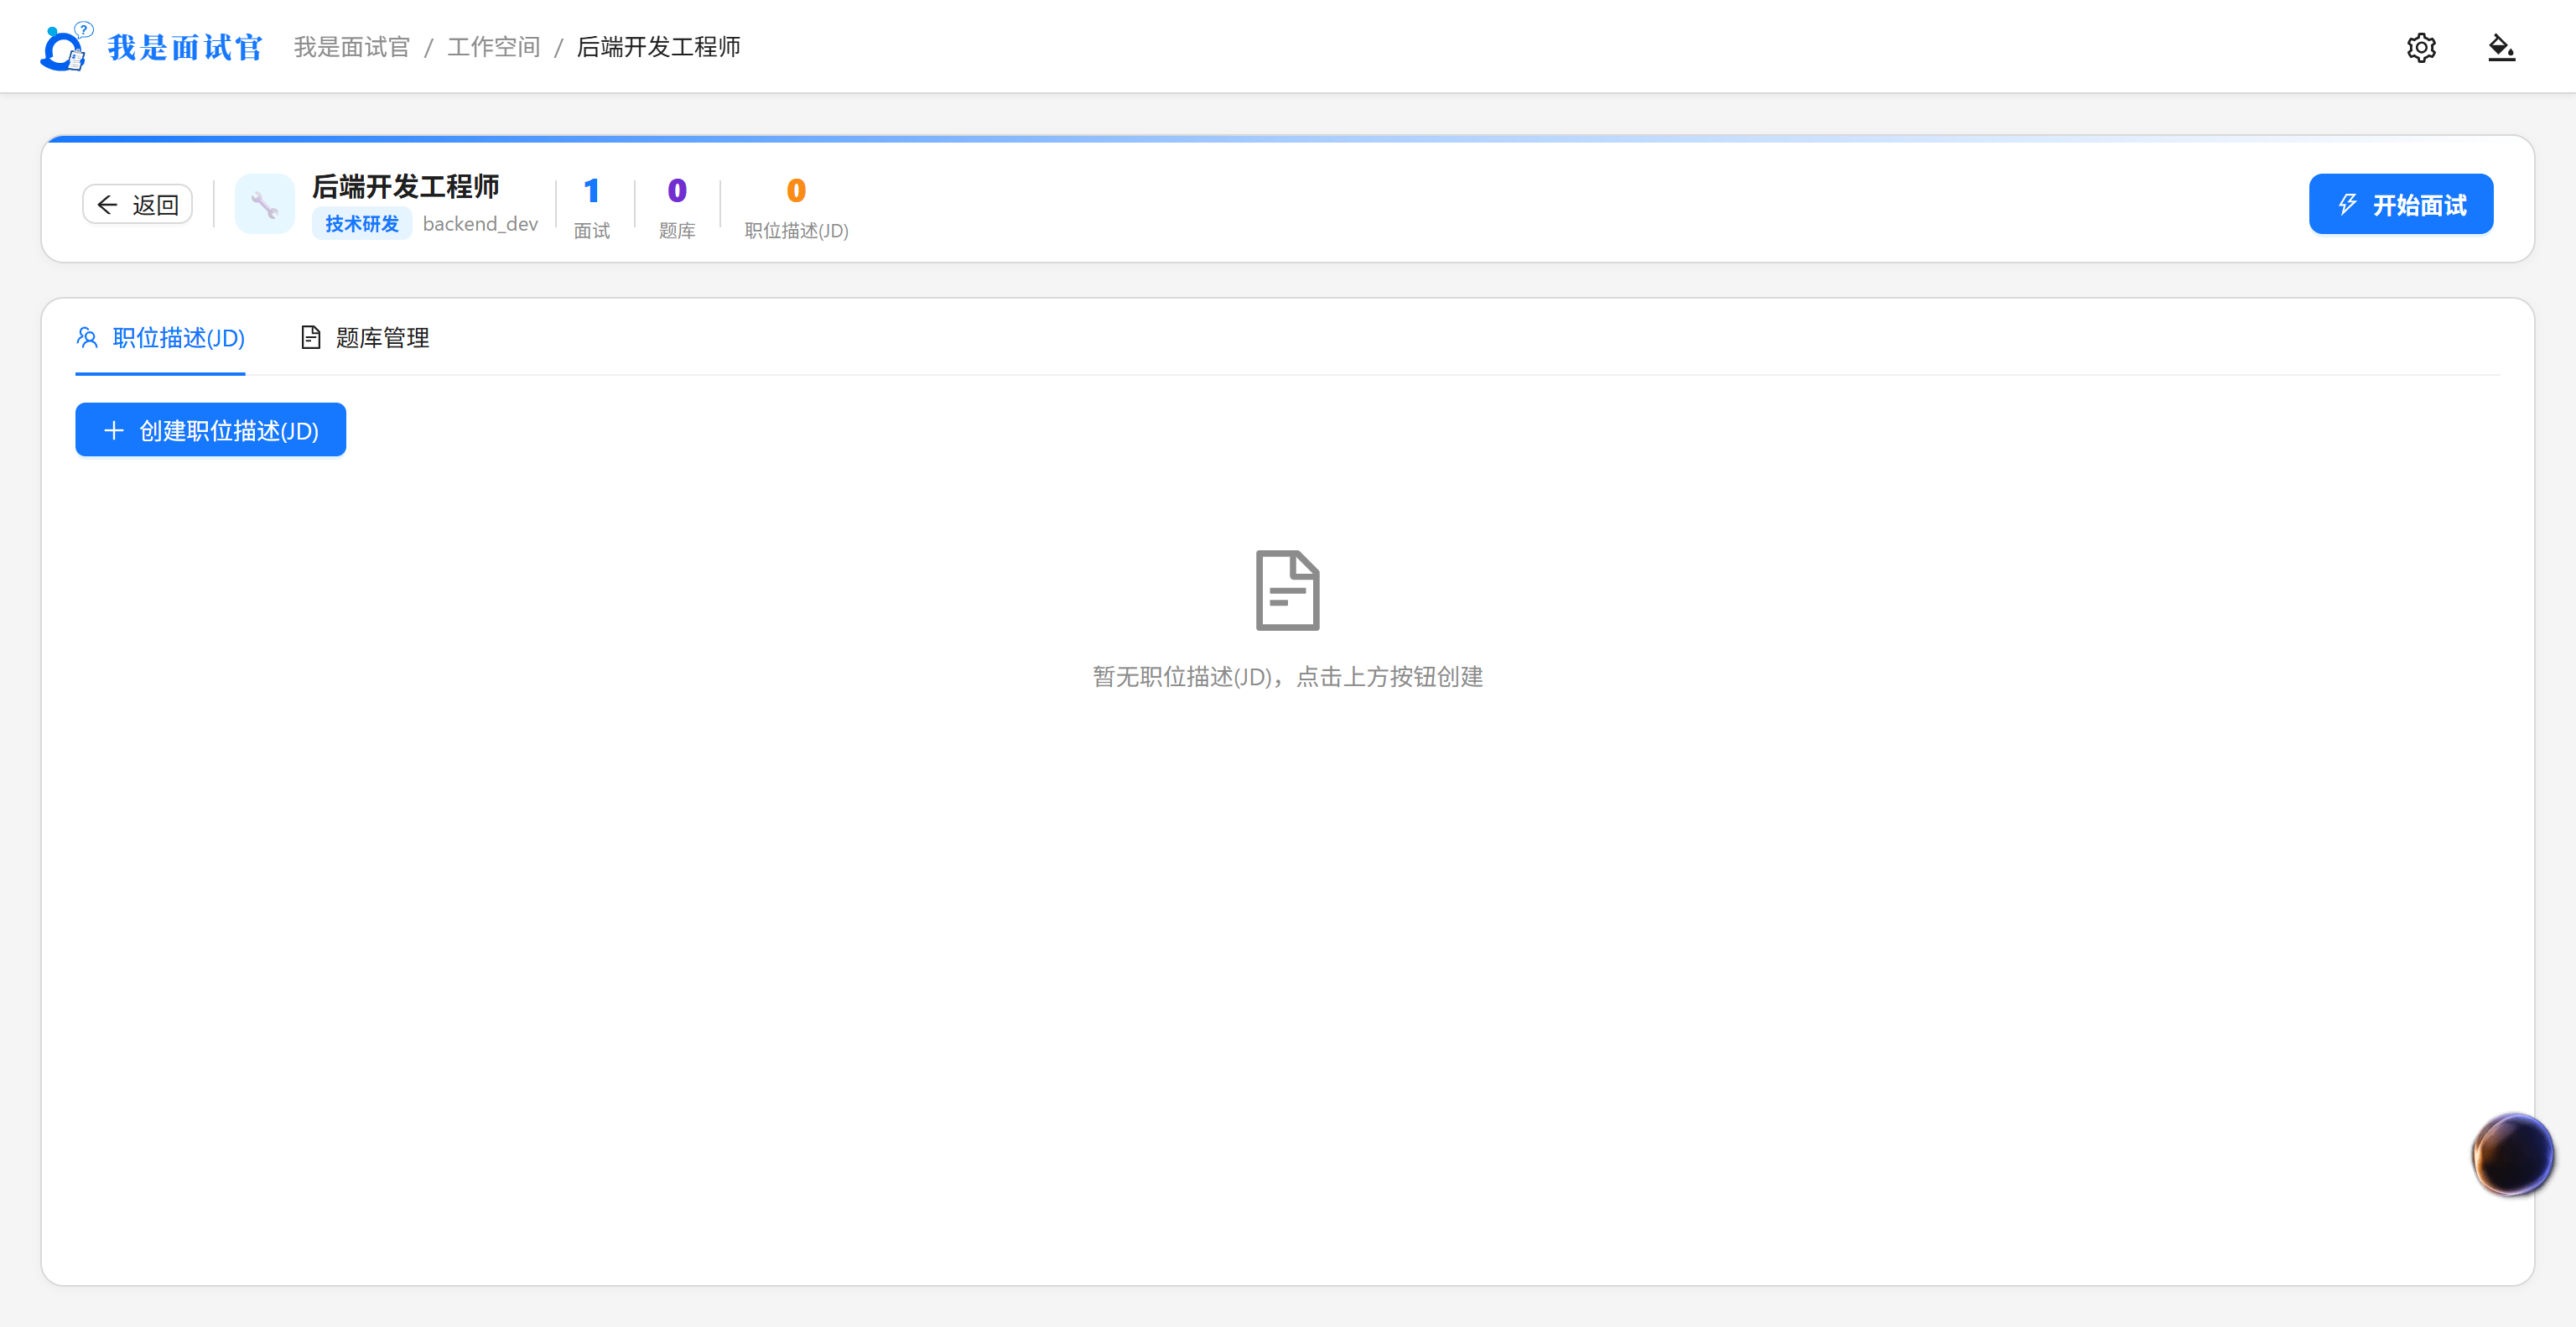 我是面试官 我是面试官 / 工作空间 / 后端开发工程师
返回
后端开发工程师
技术研发 backend_dev
1 面试
0 题库
0 职位描述(JD)
开始面试
职位描述(JD) 题库管理
创建职位描述(JD)
暂无职位描述(JD)，点击上方按钮创建